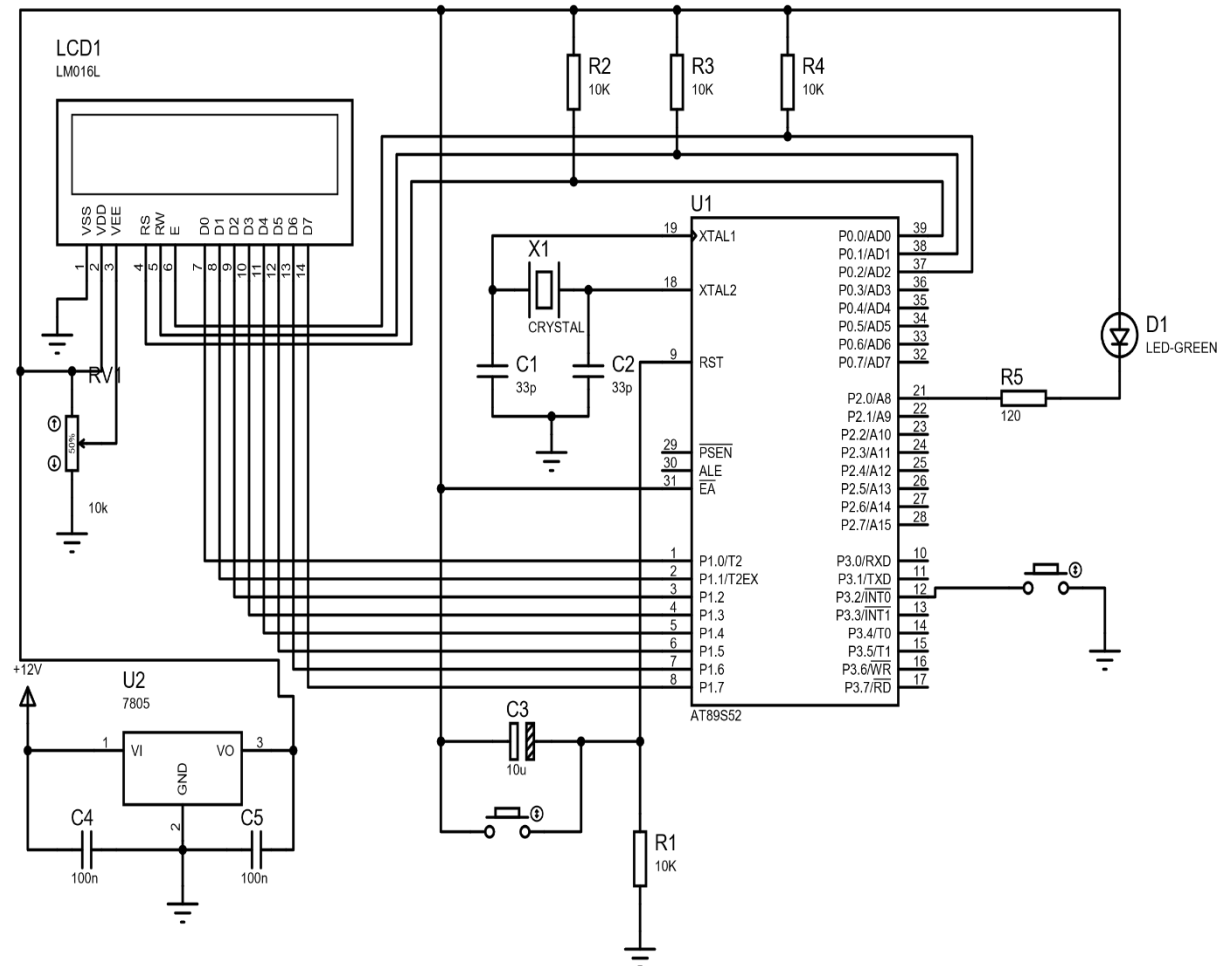 LCD1
LM016L
VSS
VDD
VEE
RS
RW
E
D0
D1
D2
D3
D4
D5
D6
D7
1
2
3
4
5
6
7
8
9
10
11
12
13
14
R2
10K
R3
10K
R4
10K
RV1
50%
10k
X1
CRYSTAL
C1
33p
C2
33p
U1
19 XTAL1
18 XTAL2
9 RST
29 PSEN
30 ALE
31 EA
1 P1.0/T2
2 P1.1/T2EX
3 P1.2
4 P1.3
5 P1.4
6 P1.5
7 P1.6
8 P1.7
P0.0/AD0 39
P0.1/AD1 38
P0.2/AD2 37
P0.3/AD3 36
P0.4/AD4 35
P0.5/AD5 34
P0.6/AD6 33
P0.7/AD7 32
P2.0/A8 21
P2.1/A9 22
P2.2/A10 23
P2.3/A11 24
P2.4/A12 25
P2.5/A13 26
P2.6/A14 27
P2.7/A15 28
P3.0/RXD 10
P3.1/TXD 11
P3.2/INT0 12
P3.3/INT1 13
P3.4/T0 14
P3.5/T1 15
P3.6/WR 16
P3.7/RD 17
AT89S52
D1
LED-GREEN
R5
120
+12V
U2
7805
1 VI
VO 3
GND
2
C4
100n
C5
100n
C3
10u
R1
10K